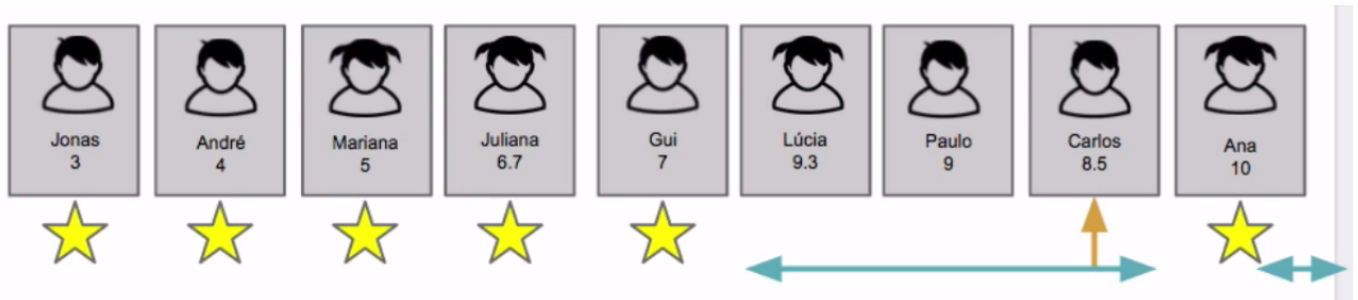 Jonas
3
André
4
Mariana
5
Juliana
6.7
Gui
7
Lúcia
9.3
Paulo
9
Carlos
8.5
Ana
10